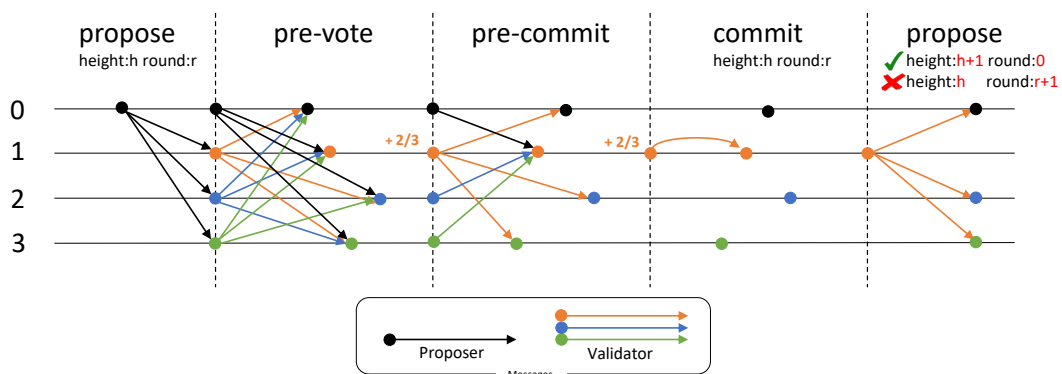 propose
pre-vote
pre-commit
commit
propose
height:h round:r
height:h round:r
height:h+1 round:0
height:h round:r+1
0
1
2
3
+ 2/3
+ 2/3
Proposer
Validator
Messages